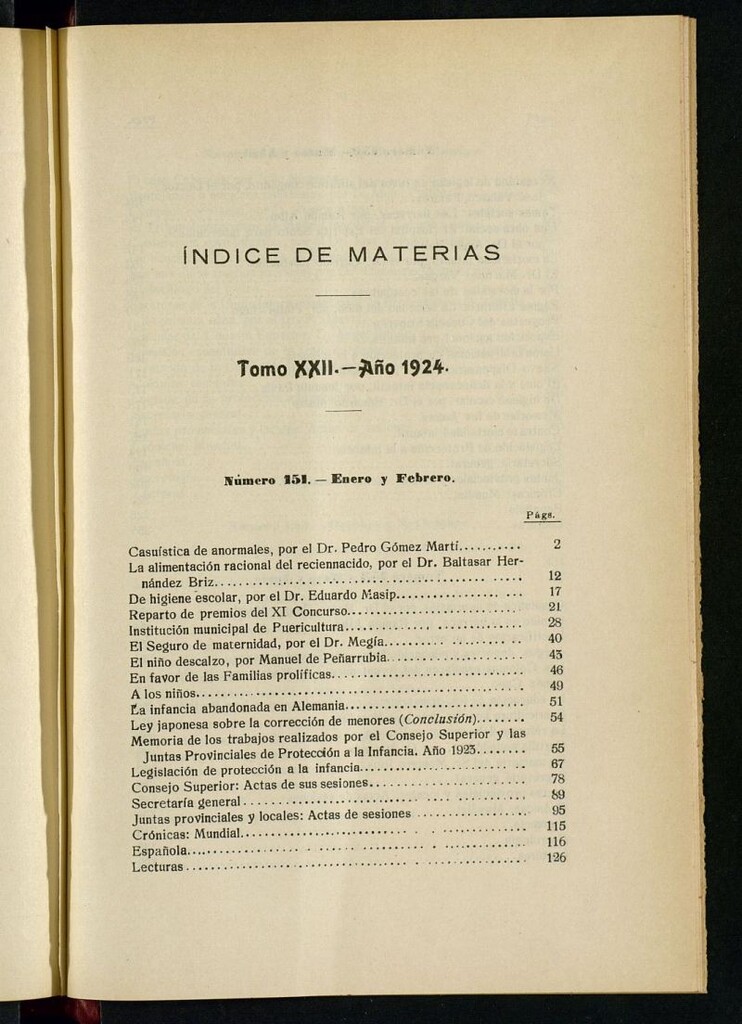 ÍNDICE DE MATERIAS
Tomo XXII.—Año 1924.
Número 151. — Enero y Febrero.
Págs.
Casuística de anormales, por el Dr. Pedro Gómez Martí........... 2
La alimentación racional del reciennacido, por el Dr. Baltasar Her-
nández Briz........................................ 12
De higiene escolar, por el Dr. Eduardo Masip.................... 17
Reparto de premios del XI Concurso............................ 21
Institución municipal de Puericultura............................ 28
El Seguro de maternidad, por el Dr. Megía...................... 40
El niño descalzo, por Manuel de Peñarrubia...................... 43
En favor de las Familias prolíficas............................... 46
A los niños.................................................... 49
La infancia abandonada en Alemania............................ 51
Ley japonesa sobre la corrección de menores (Conclusión)........ 54
Memoria de los trabajos realizados por el Consejo Superior y las
Juntas Provinciales de Protección a la Infancia. Año 1923........ 55
Legislación de protección a la infancia........................... 67
Consejo Superior: Actas de sus sesiones......................... 78
Secretaría general.............................................. 89
Juntas provinciales y locales: Actas de sesiones .................. 95
Crónicas: Mundial.............................................. 115
Española....................................................... 116
Lecturas....................................................... 126